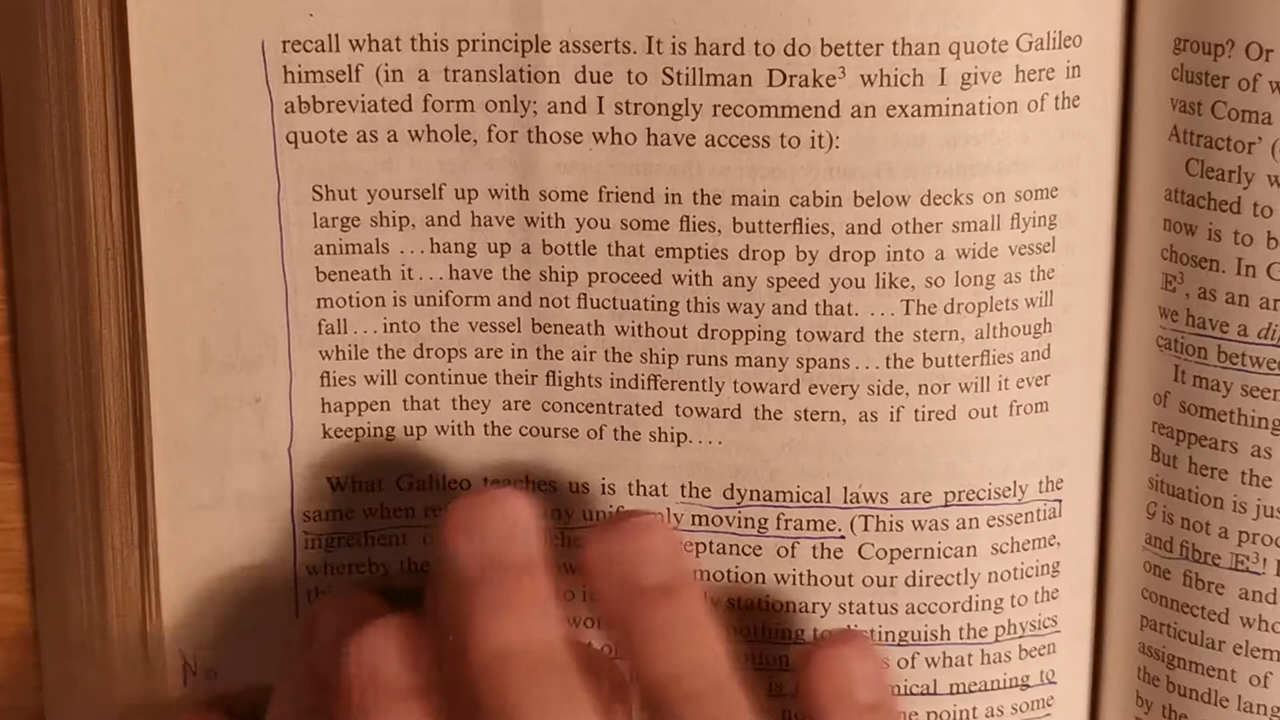 recall what this principle asserts. It is hard to do better than quote Galileo
himself (in a translation due to Stillman Drake³ which I give here in
abbreviated form only; and I strongly recommend an examination of the
quote as a whole, for those who have access to it):
Shut yourself up with some friend in the main cabin below decks on some
large ship, and have with you some flies, butterflies, and other small flying
animals ... hang up a bottle that empties drop by drop into a wide vessel
beneath it ... have the ship proceed with any speed you like, so long as the
motion is uniform and not fluctuating this way and that. ... The droplets will
fall ... into the vessel beneath without dropping toward the stern, although
while the drops are in the air the ship runs many spans ... the butterflies and
flies will continue their flights indifferently toward every side, nor will it ever
happen that they are concentrated toward the stern, as if tired out from
keeping up with the course of the ship....
What Galileo teaches us is that the dynamical laws are precisely the
same when moving frame. (This was an essential
ingredient of the Copernican scheme,
whereby the motion without our directly noticing
stationary status according to the
distinguish the physics
of what has been
meaning to
point as some
group? Or
cluster of
vast Coma
Attractor' (
Clearly
attached to
now is to
chosen. In
𝔼³, as an
we have a
It may
of something
reappears as
But here the
situation is
𝒢 is not a
and fibre 𝔼³!
one fibre and
connected
particular
assignment of
the bundle
by the